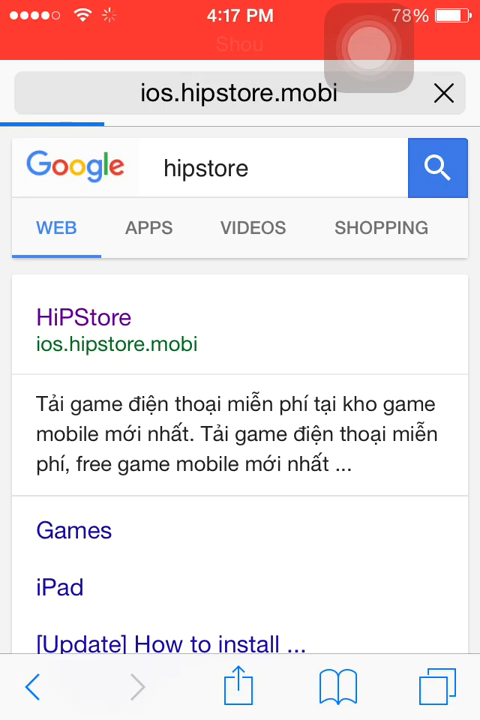 4:17 PM
78%
Shou
ios.hipstore.mobi
Google
hipstore
WEB
APPS
VIDEOS
SHOPPING
HiPStore
ios.hipstore.mobi
Tải game điện thoại miễn phí tại kho game
mobile mới nhất. Tải game điện thoại miễn
phí, free game mobile mới nhất ...
Games
iPad
[Update] How to install ...